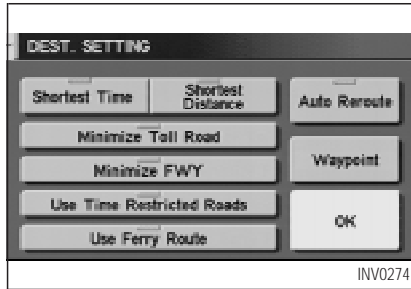 DEST. SETTING
Shortest Time
Shortest
Distance
Auto Reroute
Minimize Toll Road
Minimize FWY
Waypoint
Use Time Restricted Roads
Use Ferry Route
OK
INV0274